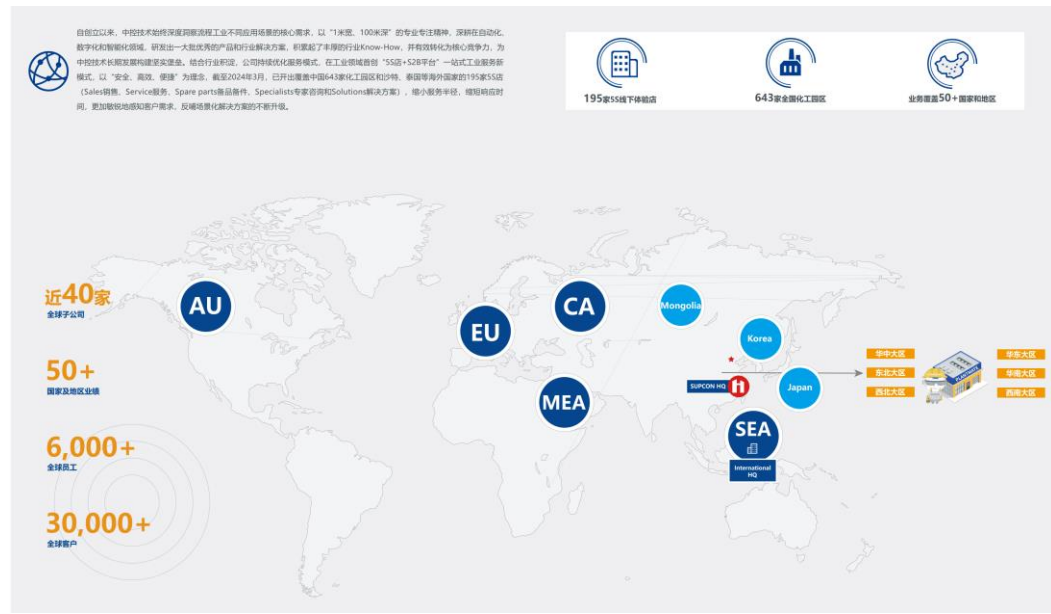 自创立以来，中控技术始终深度洞察流程工业不同应用场景的核心需求，以“1米宽、100米深”的专业专注精神，深耕在自动化、
数字化和智能化领域，研发出一大批优秀的产品和行业解决方案，积累起了丰厚的行业Know-How，并有效转化为核心竞争力，为
中控技术长期发展构建坚实堡垒。结合行业积淀，公司持续优化服务模式，在工业领域首创“5S店+S2B平台”一站式工业服务新
模式，以“安全、高效、便捷”为理念，截至2024年3月，已开出覆盖中国643家化工园区和沙特、泰国等海外国家的195家5S店
（Sales销售、Service服务、Spare parts备品备件、Specialists专家咨询和Solutions解决方案），缩小服务半径，缩短响应时
间，更加敏锐地感知客户需求，反哺场景化解决方案的不断升级。
195家5S线下体验店
643家全国化工园区
业务覆盖50+国家和地区
近40家
全球子公司
50+
国家及地区业绩
6,000+
全球员工
30,000+
全球客户
AU
EU
CA
MEA
Mongolia
Korea
Japan
SUPCON HQ
SEA
International
HQ
华中大区
东北大区
西北大区
华东大区
华南大区
西南大区